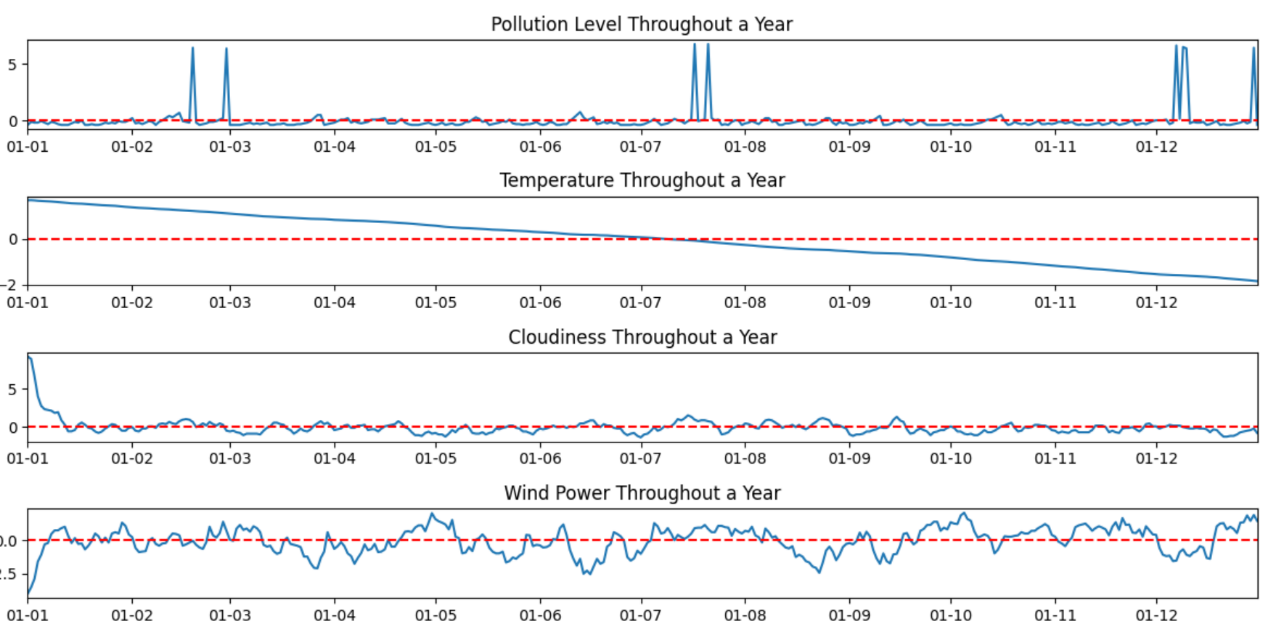 Pollution Level Throughout a Year
5
0
01-01 01-02 01-03 01-04 01-05 01-06 01-07 01-08 01-09 01-10 01-11 01-12
Temperature Throughout a Year
0
−2
01-01 01-02 01-03 01-04 01-05 01-06 01-07 01-08 01-09 01-10 01-11 01-12
Cloudiness Throughout a Year
5
0
01-01 01-02 01-03 01-04 01-05 01-06 01-07 01-08 01-09 01-10 01-11 01-12
Wind Power Throughout a Year
0.0
2.5
01-01 01-02 01-03 01-04 01-05 01-06 01-07 01-08 01-09 01-10 01-11 01-12